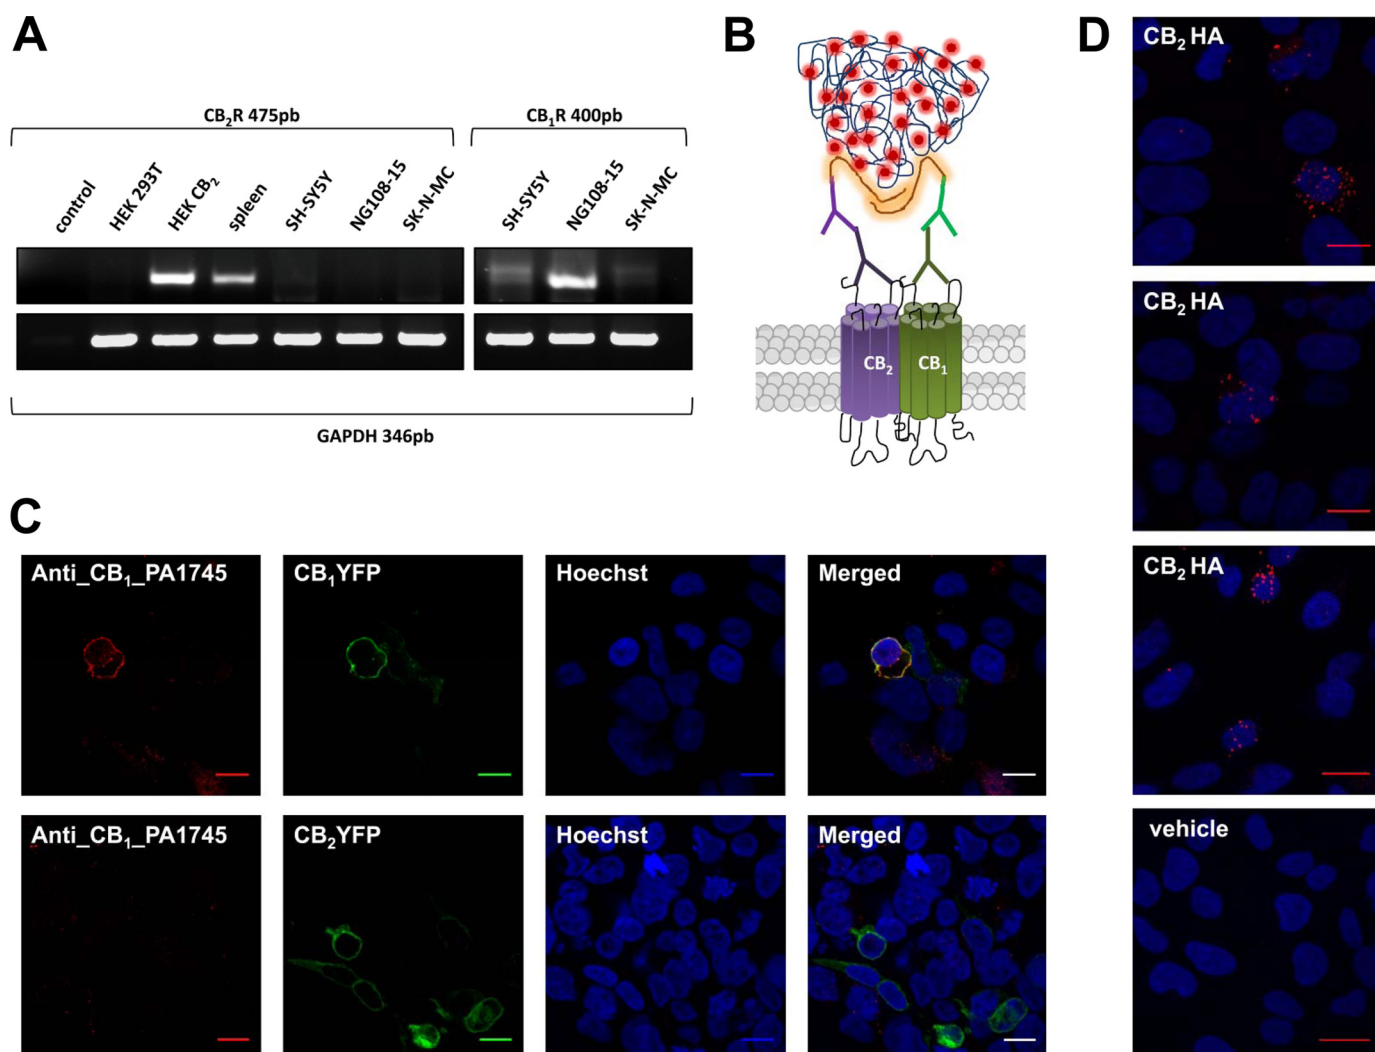 A
CB₂R 475pb
CB₁R 400pb
control
HEK 293T
HEK CB₂
spleen
SH-SY5Y
NG108-15
SK-N-MC
SH-SY5Y
NG108-15
SK-N-MC
GAPDH 346pb
B
CB₂
CB₁
C
Anti_CB₁_PA1745
CB₁YFP
Hoechst
Merged
Anti_CB₁_PA1745
CB₂YFP
Hoechst
Merged
D
CB₂ HA
CB₂ HA
CB₂ HA
vehicle